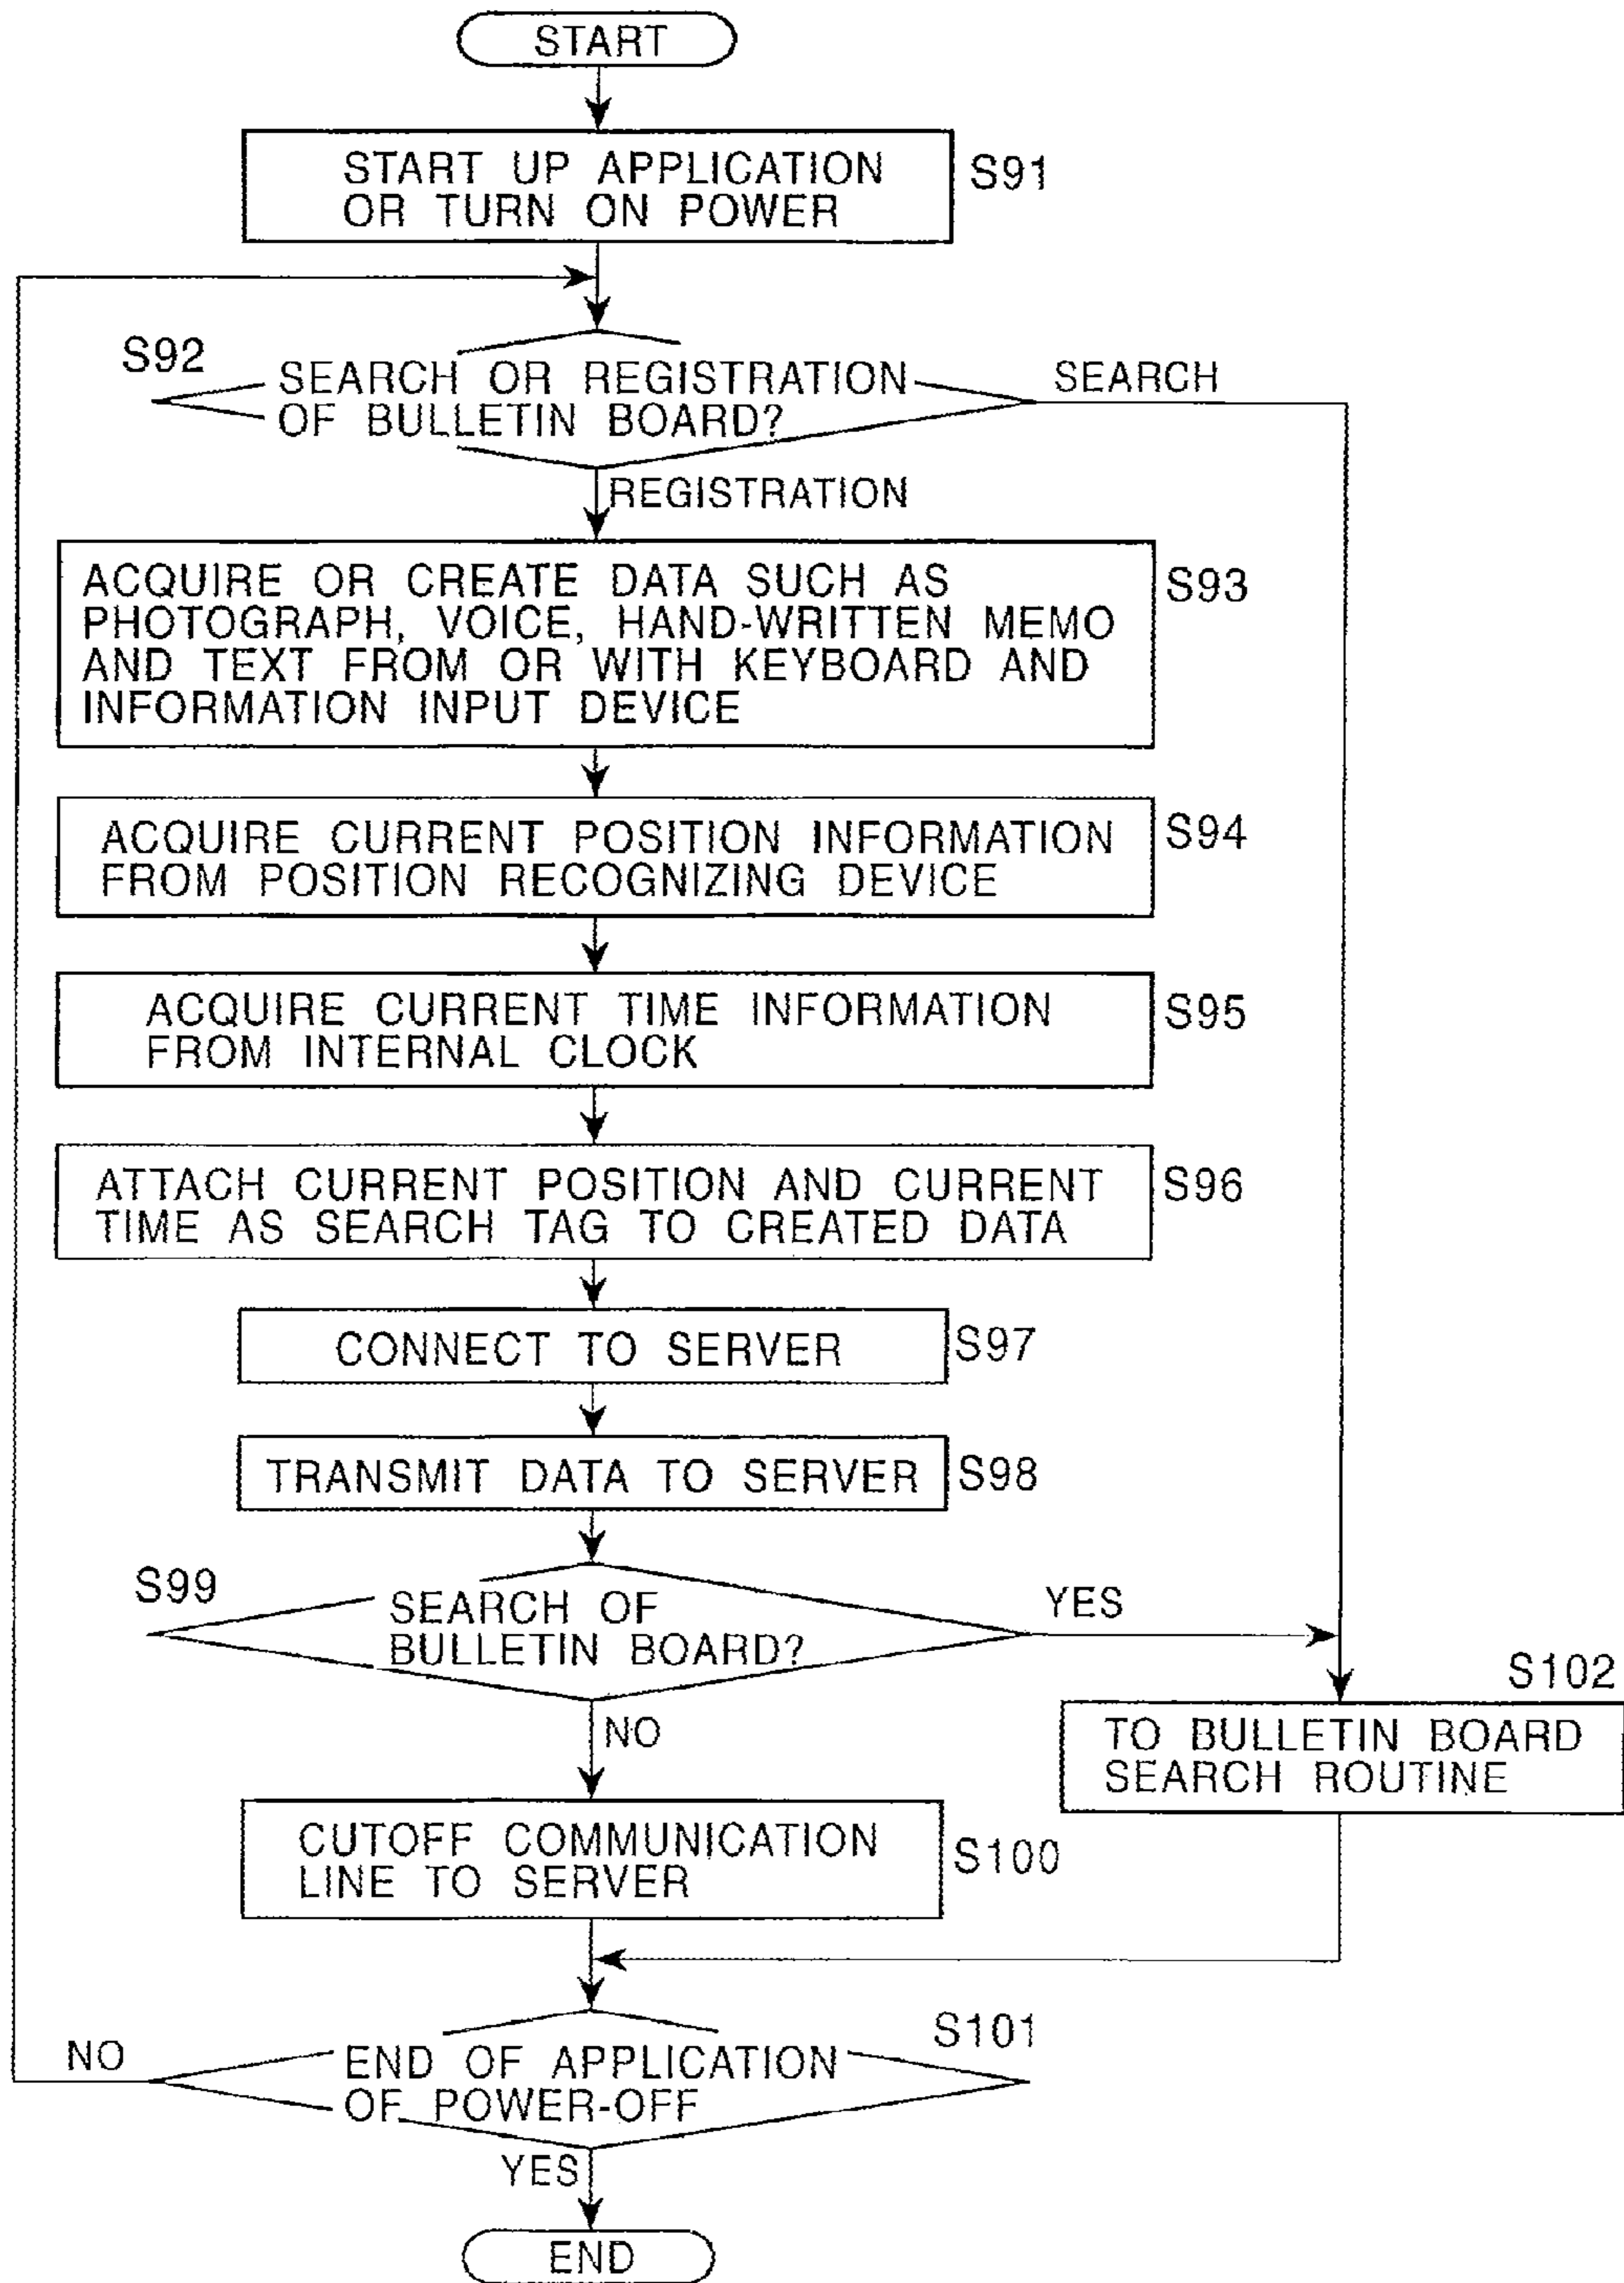 START
START UP APPLICATION
OR TURN ON POWER
S91
S92
SEARCH OR REGISTRATION
OF BULLETIN BOARD?
SEARCH
REGISTRATION
ACQUIRE OR CREATE DATA SUCH AS
PHOTOGRAPH, VOICE, HAND-WRITTEN MEMO
AND TEXT FROM OR WITH KEYBOARD AND
INFORMATION INPUT DEVICE
S93
ACQUIRE CURRENT POSITION INFORMATION
FROM POSITION RECOGNIZING DEVICE
S94
ACQUIRE CURRENT TIME INFORMATION
FROM INTERNAL CLOCK
S95
ATTACH CURRENT POSITION AND CURRENT
TIME AS SEARCH TAG TO CREATED DATA
S96
CONNECT TO SERVER
S97
TRANSMIT DATA TO SERVER
S98
S99
SEARCH OF
BULLETIN BOARD?
YES
NO
S102
TO BULLETIN BOARD
SEARCH ROUTINE
CUTOFF COMMUNICATION
LINE TO SERVER
S100
S101
NO
END OF APPLICATION
OF POWER-OFF
YES
END